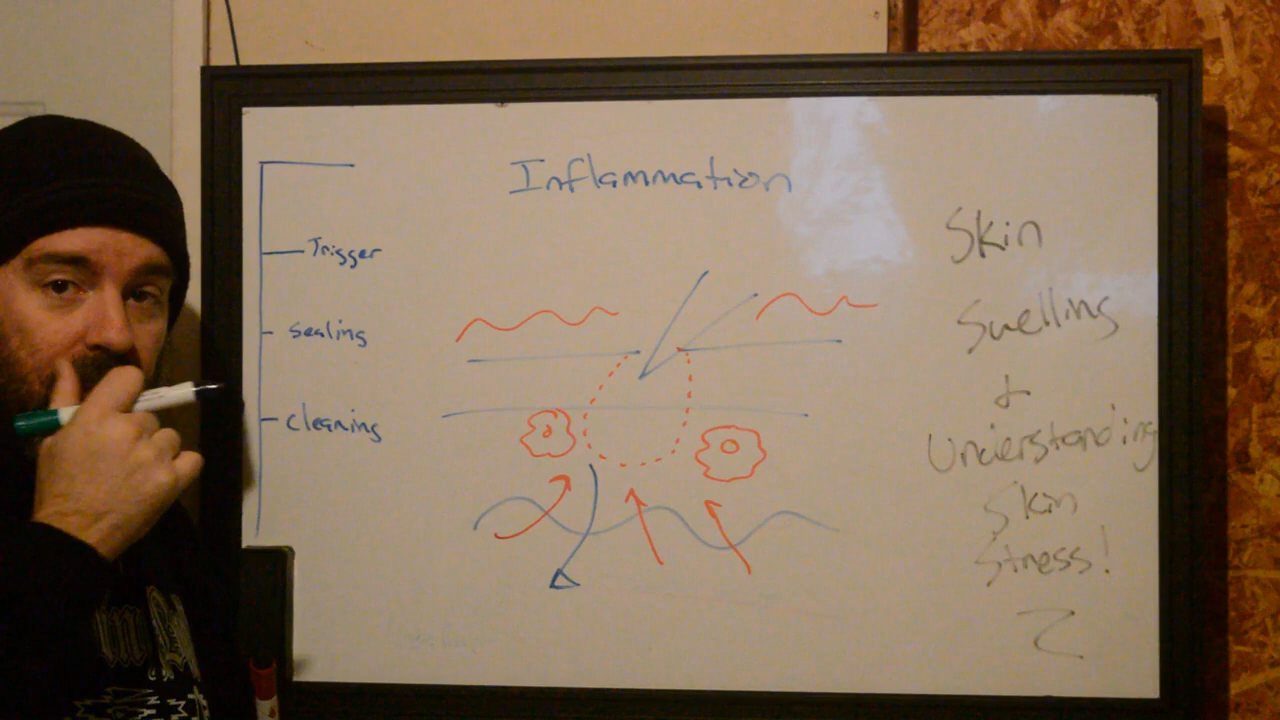 Inflammation
Trigger
Sealing
Cleaning
Skin
Swelling
&
Understanding
Skin
Stress!